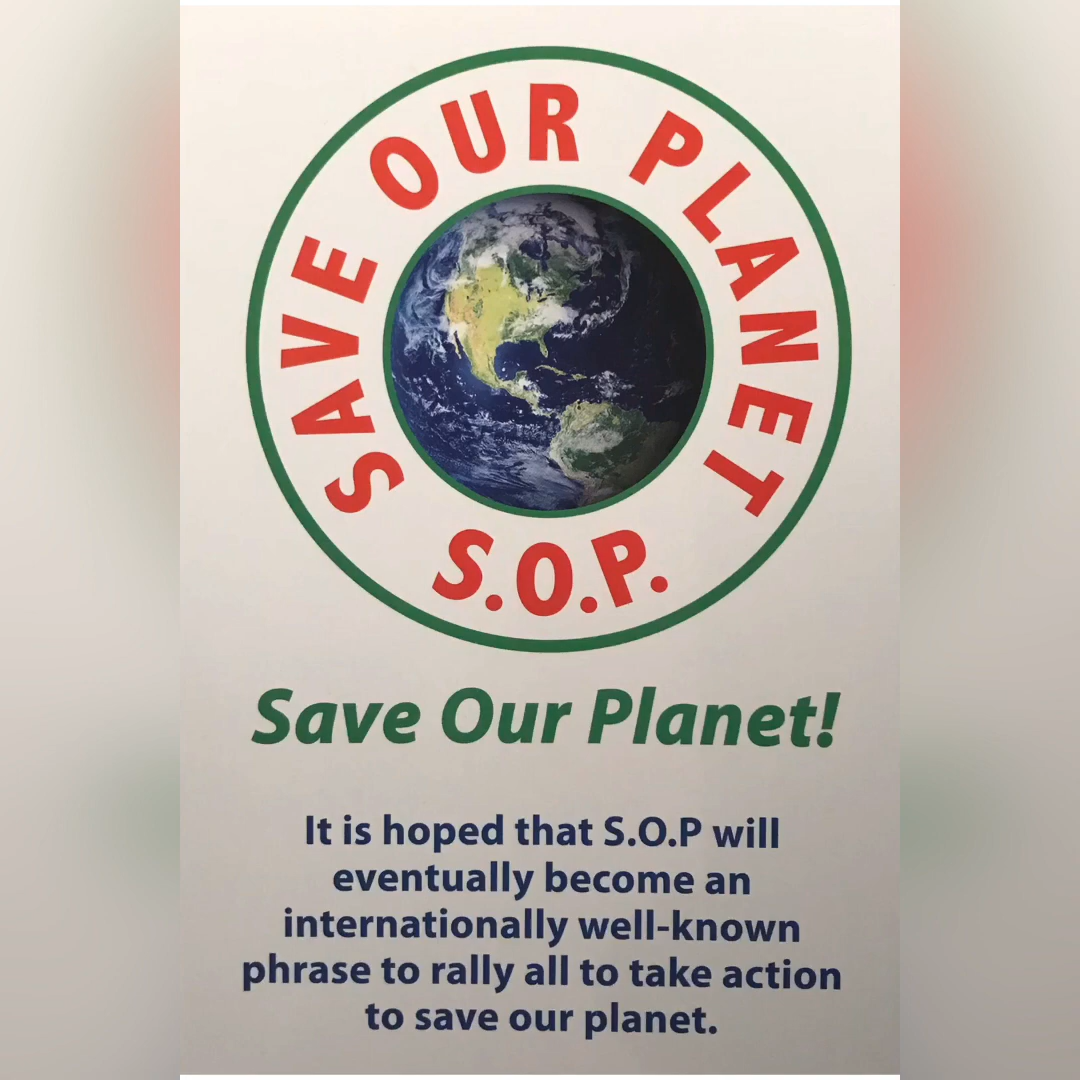 SAVE OUR PLANET
S.O.P.
Save Our Planet!
It is hoped that S.O.P will
eventually become an
internationally well-known
phrase to rally all to take action
to save our planet.